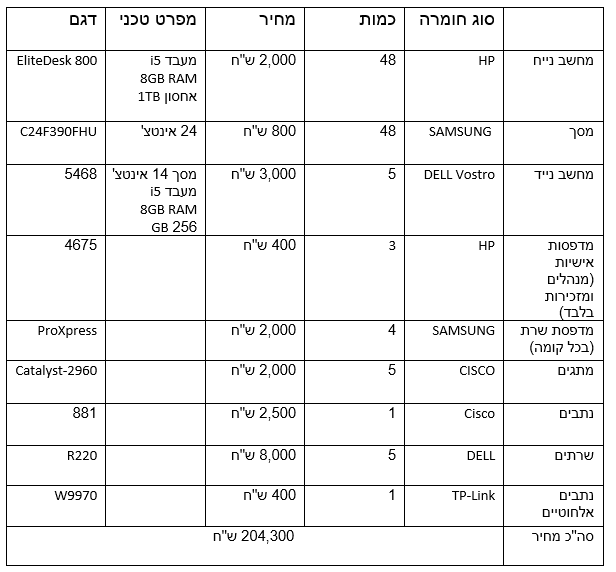 סוג חומרה כמות מחיר מפרט טכני דגם
מחשב נייח HP 48 2,000 ש"ח מעבד i5 EliteDesk 800
8GB RAM
אחסון 1TB
מסך SAMSUNG 48 800 ש"ח 24 אינטצ' C24F390FHU
מחשב נייד DELL Vostro 5 3,000 ש"ח מסך 14 אינטצ' 5468
מעבד i5
8GB RAM
256 GB
מדפסות HP 3 400 ש"ח 4675
אישיות
(מנהלים
ומזכירות
בלבד)
מדפסת שרת SAMSUNG 4 2,000 ש"ח ProXpress
(בכל קומה)
מתגים CISCO 5 2,000 ש"ח Catalyst-2960
נתבים Cisco 1 2,500 ש"ח 881
שרתים DELL 5 8,000 ש"ח R220
נתבים TP-Link 1 400 ש"ח W9970
אלחוטיים
סה"כ מחיר 204,300 ש"ח